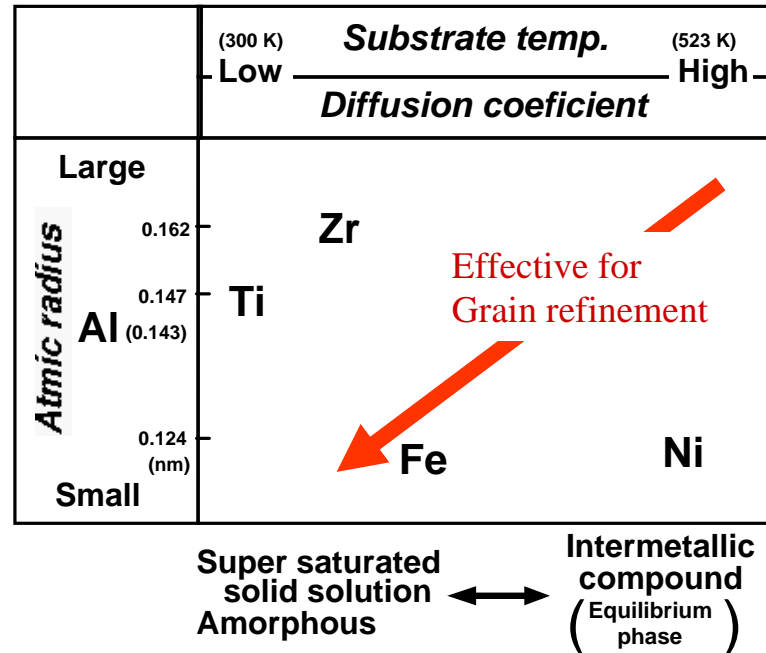 (300 K) Substrate temp. (523 K)
Low High
Diffusion coeficient
Large
Atmic radius
0.162
Zr
0.147
Ti
Al (0.143)
Effective for
Grain refinement
0.124
(nm)
Fe
Ni
Small
Super saturated
solid solution
Amorphous
Intermetallic
compound
(Equilibrium
phase)